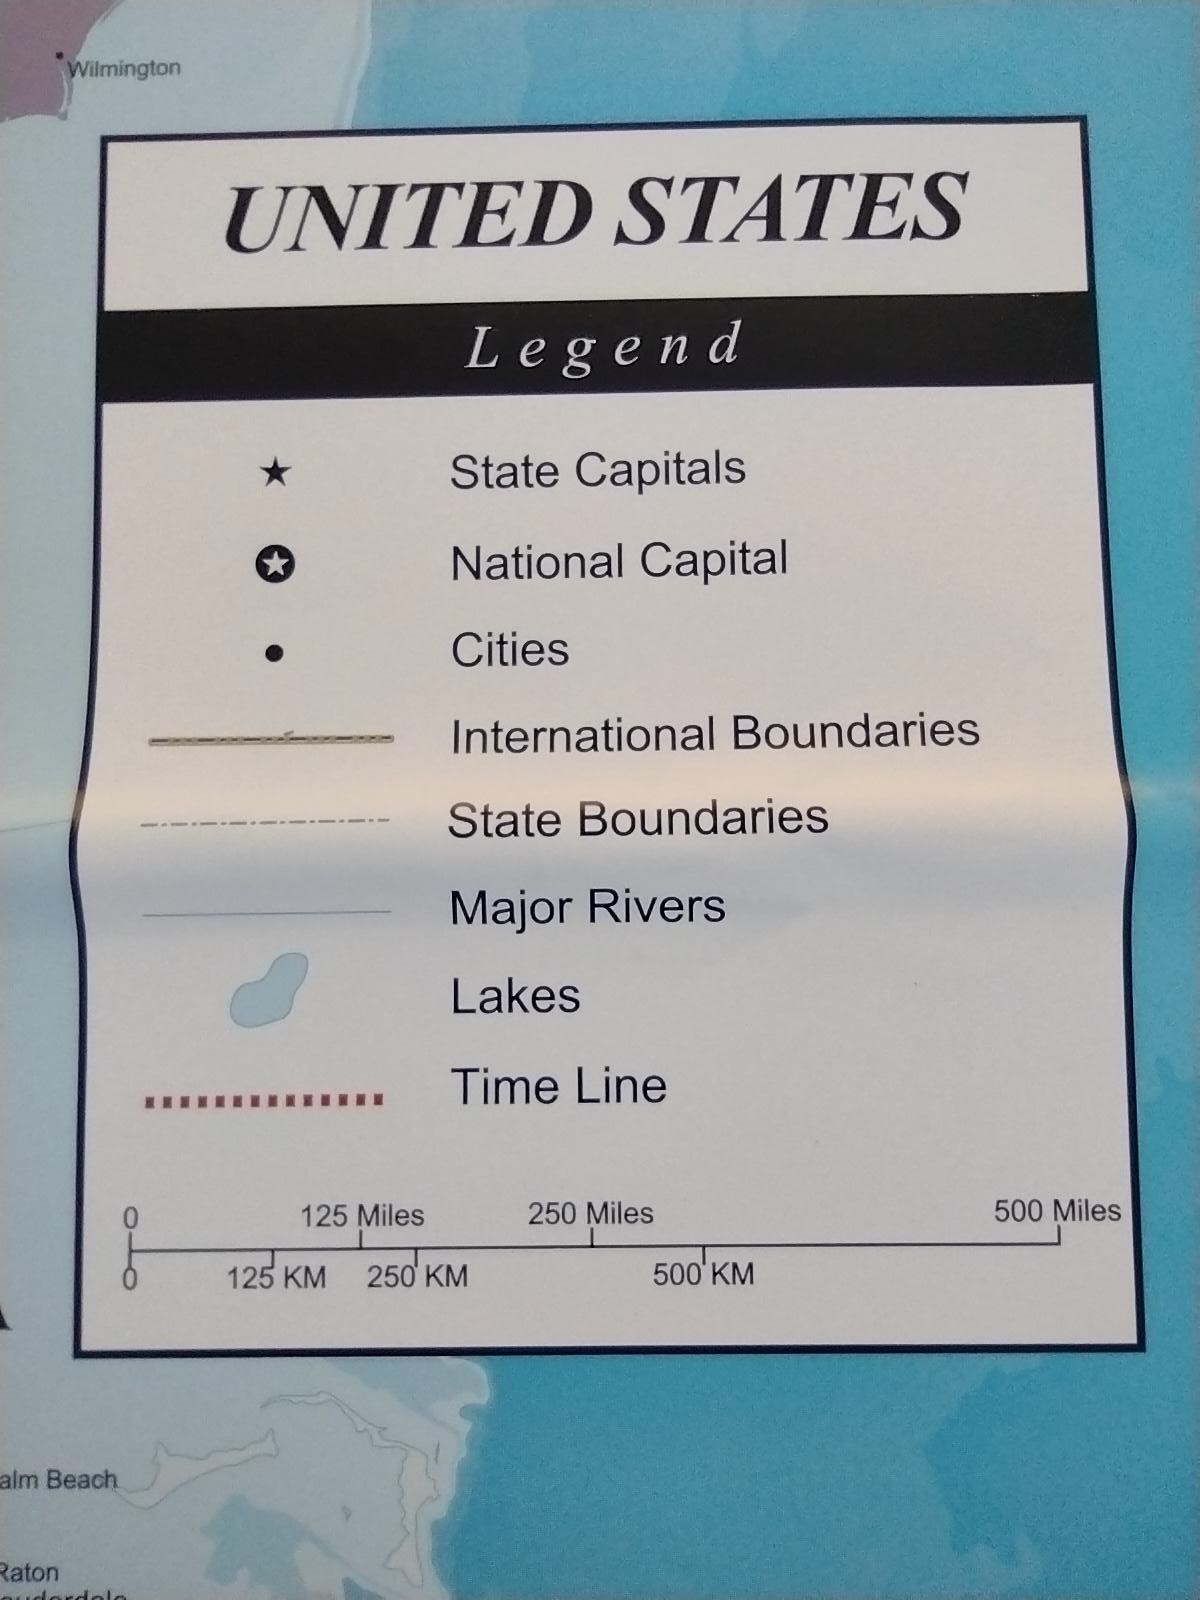 Wilmington
UNITED STATES
Legend
State Capitals
National Capital
Cities
International Boundaries
State Boundaries
Major Rivers
Lakes
Time Line
0 125 Miles 250 Miles 500 Miles
0 125 KM 250 KM 500 KM
alm Beach
Raton